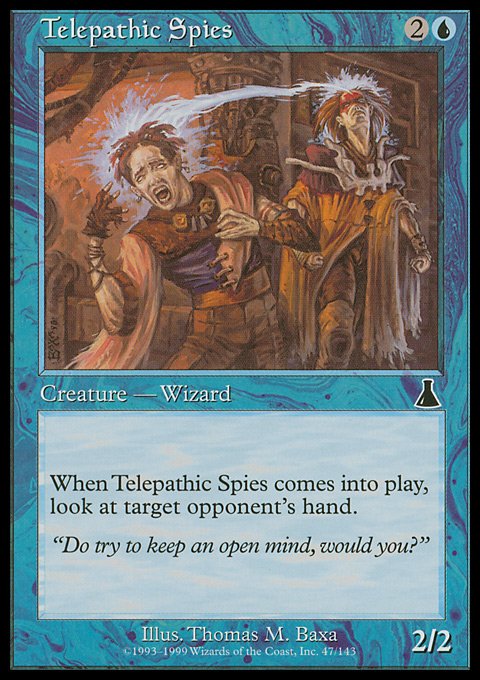 Telepathic Spies 2
Creature — Wizard
When Telepathic Spies comes into play,
look at target opponent's hand.
“Do try to keep an open mind, would you?”
Illus. Thomas M. Baxa
2/2
©1993–1999 Wizards of the Coast, Inc. 47/143